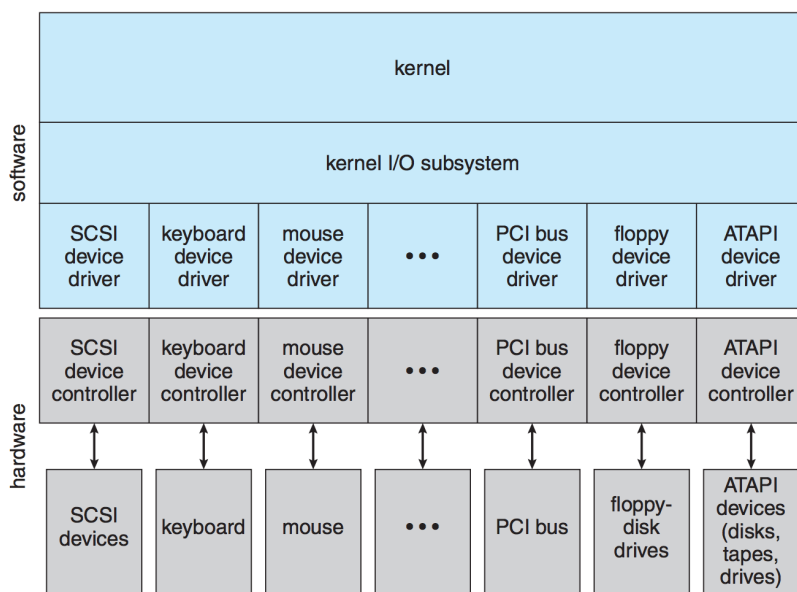 software
kernel
kernel I/O subsystem
SCSI
device
driver
keyboard
device
driver
mouse
device
driver
•••
PCI bus
device
driver
floppy
device
driver
ATAPI
device
driver
hardware
SCSI
device
controller
keyboard
device
controller
mouse
device
controller
•••
PCI bus
device
controller
floppy
device
controller
ATAPI
device
controller
SCSI
devices
keyboard
mouse
•••
PCI bus
floppy-
disk
drives
ATAPI
devices
(disks,
tapes,
drives)